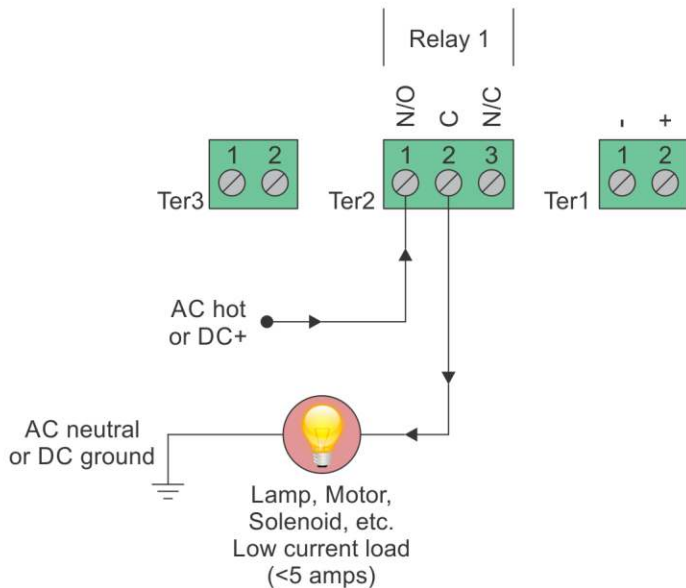 Relay 1
N/O
C
N/C
-
+
1 2
1 2 3
1 2
Ter3
Ter2
Ter1
AC hot
or DC+
AC neutral
or DC ground
Lamp, Motor,
Solenoid, etc.
Low current load
(<5 amps)